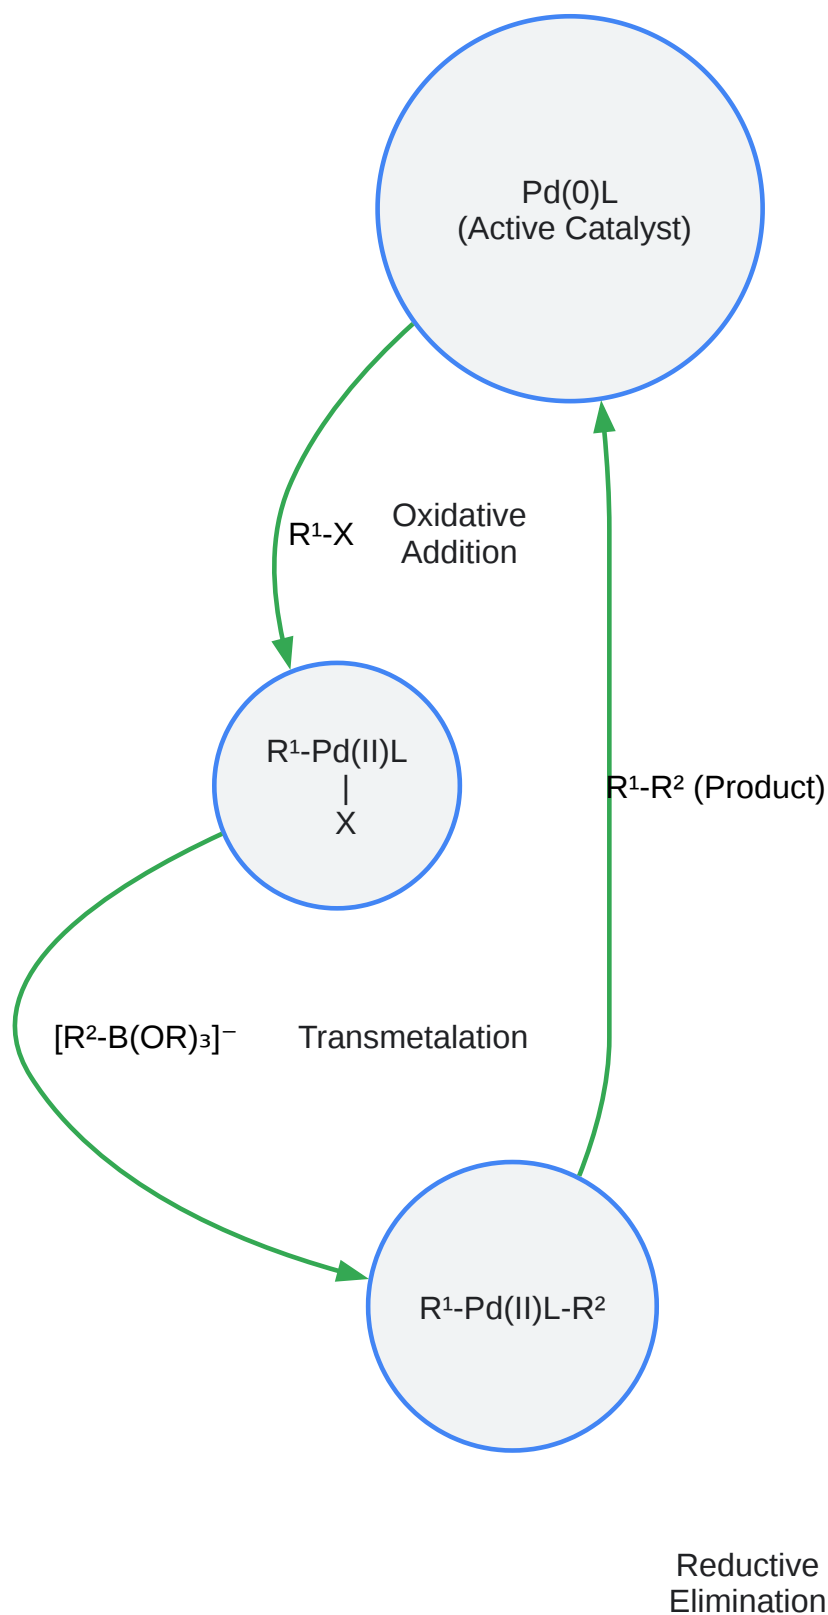 Pd(0)L
(Active Catalyst)
R¹-X
Oxidative
Addition
R¹-Pd(II)L
|
X
R¹-R² (Product)
[R²-B(OR)₃]⁻
Transmetalation
R¹-Pd(II)L-R²
Reductive
Elimination